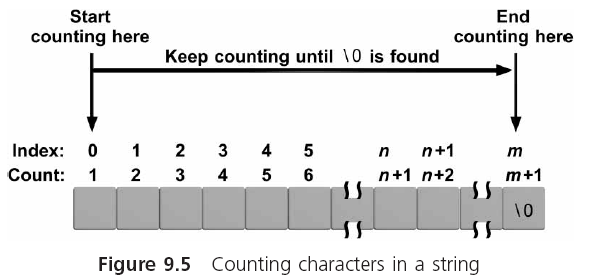 Start
counting here
End
counting here
Keep counting until \0 is found
Index: 0 1 2 3 4 5 n n+1 m
Count: 1 2 3 4 5 6 n+1 n+2 m+1
\0
Figure 9.5 Counting characters in a string